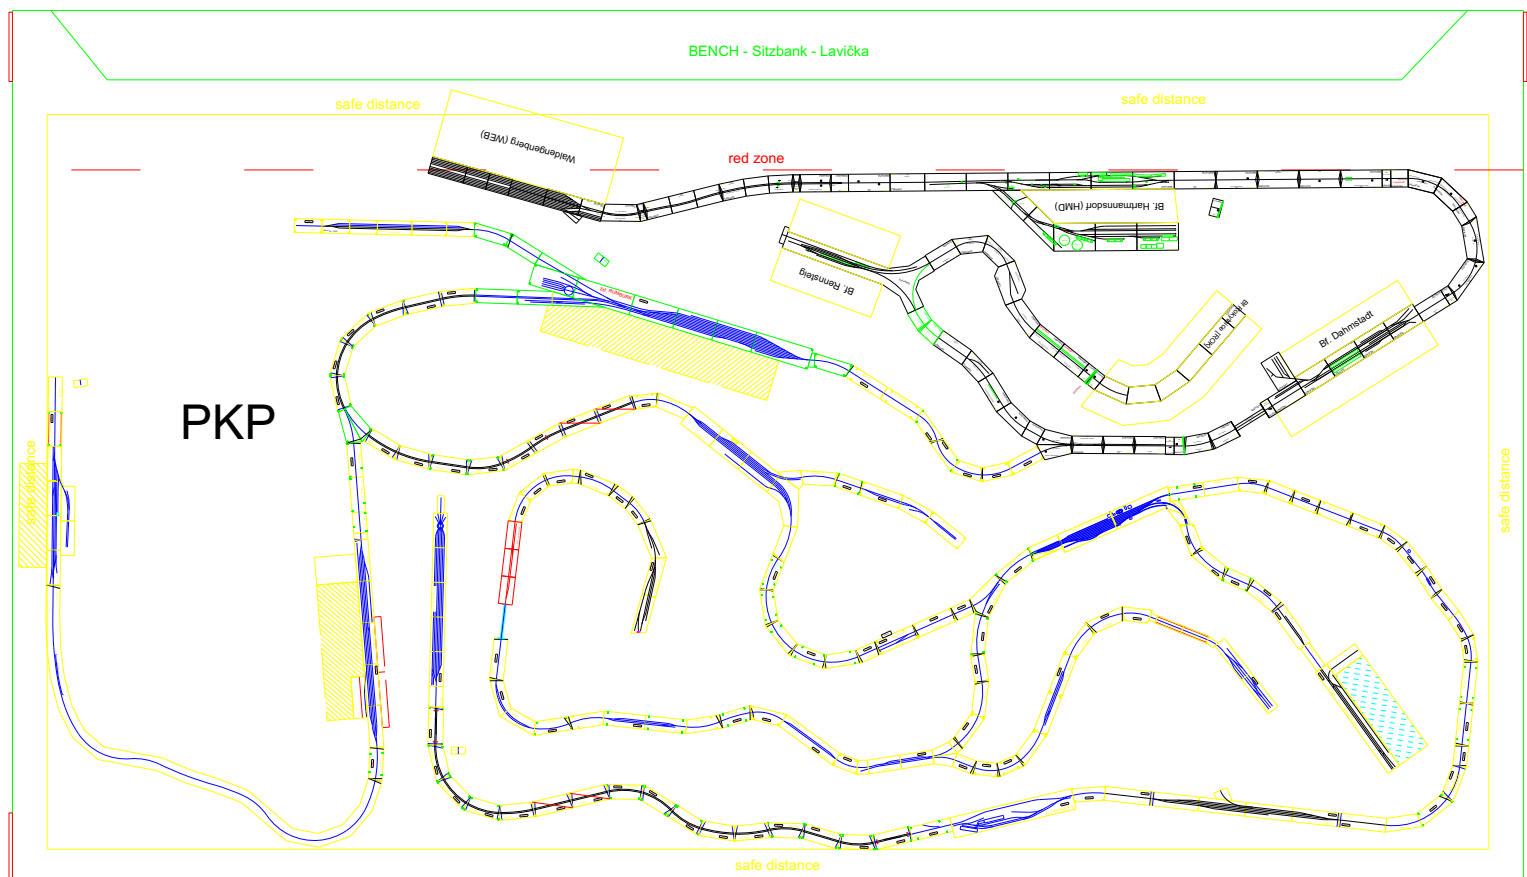 BENCH - Sitzbank - Lavička
safe distance
safe distance
Waldengenberg (WEB)
red zone
Bf. Hartmannsdorf (HMD)
Bf. Rennsteig
Bf. Dahmstadt
PKP
safe distance
safe distance
safe distance